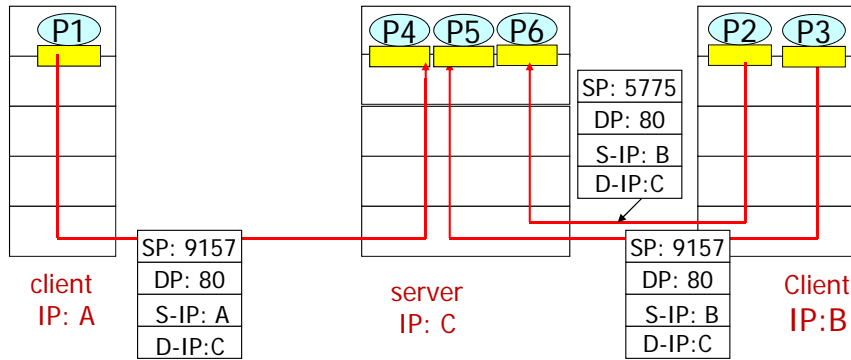 P1
P4
P5
P6
P2
P3
SP: 5775
DP: 80
S-IP: B
D-IP:C
SP: 9157
DP: 80
S-IP: A
D-IP:C
SP: 9157
DP: 80
S-IP: B
D-IP:C
client
IP: A
server
IP: C
Client
IP:B